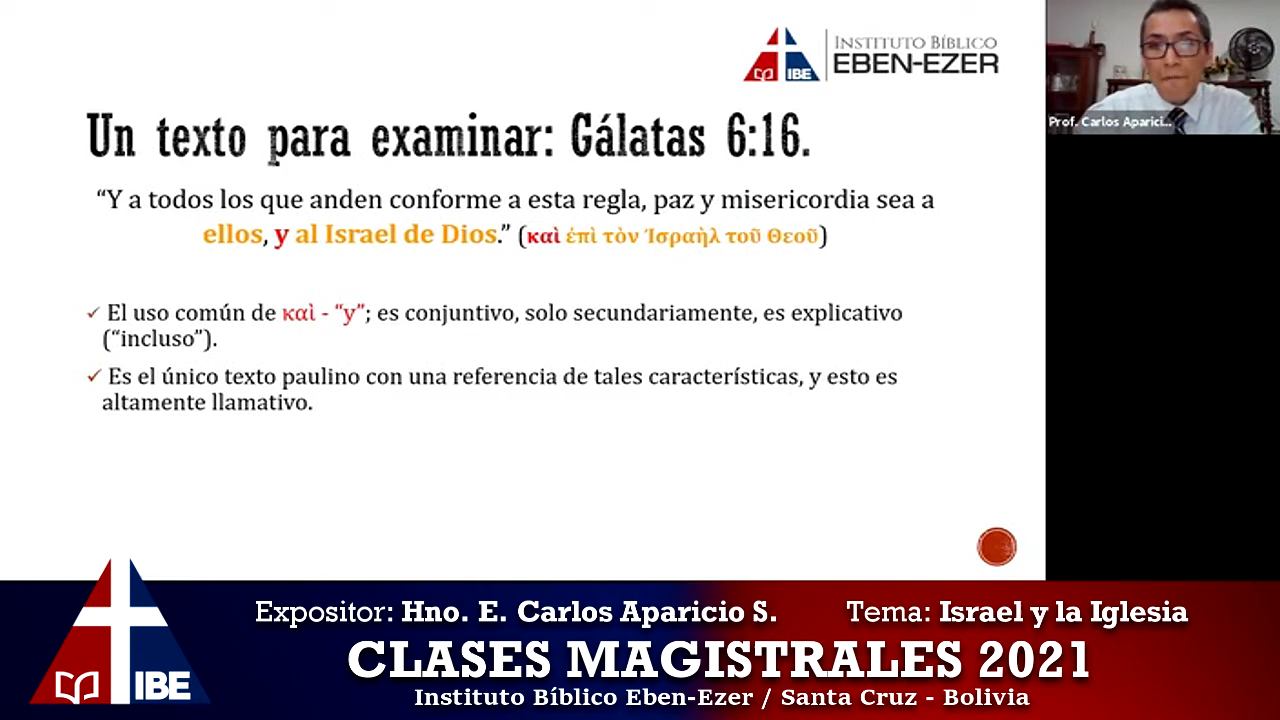 INSTITUTO BÍBLICO
EBEN-EZER
IBE
Un texto para examinar: Gálatas 6:16.
“Y a todos los que anden conforme a esta regla, paz y misericordia sea a
ellos, y al Israel de Dios.” (καὶ ἐπὶ τὸν Ἰσραὴλ τοῦ Θεοῦ)
✓ El uso común de καὶ - “y”; es conjuntivo, solo secundariamente, es explicativo
(“incluso”).
✓ Es el único texto paulino con una referencia de tales características, y esto es
altamente llamativo.
Prof. Carlos Aparici...
Expositor: Hno. E. Carlos Aparicio S. Tema: Israel y la Iglesia
CLASES MAGISTRALES 2021
Instituto Bíblico Eben-Ezer / Santa Cruz - Bolivia
IBE